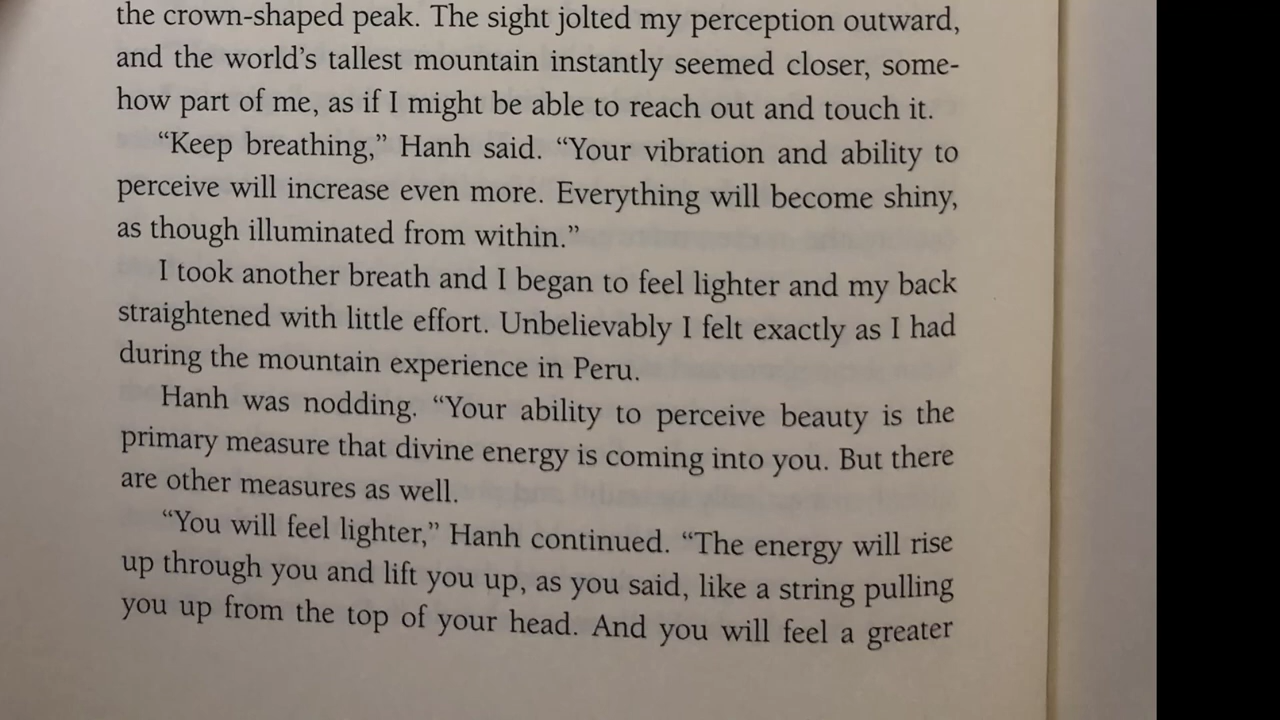 the crown-shaped peak. The sight jolted my perception outward,
and the world’s tallest mountain instantly seemed closer, some-
how part of me, as if I might be able to reach out and touch it.
“Keep breathing,” Hanh said. “Your vibration and ability to
perceive will increase even more. Everything will become shiny,
as though illuminated from within.”
I took another breath and I began to feel lighter and my back
straightened with little effort. Unbelievably I felt exactly as I had
during the mountain experience in Peru.
Hanh was nodding. “Your ability to perceive beauty is the
primary measure that divine energy is coming into you. But there
are other measures as well.
“You will feel lighter,” Hanh continued. “The energy will rise
up through you and lift you up, as you said, like a string pulling
you up from the top of your head. And you will feel a greater